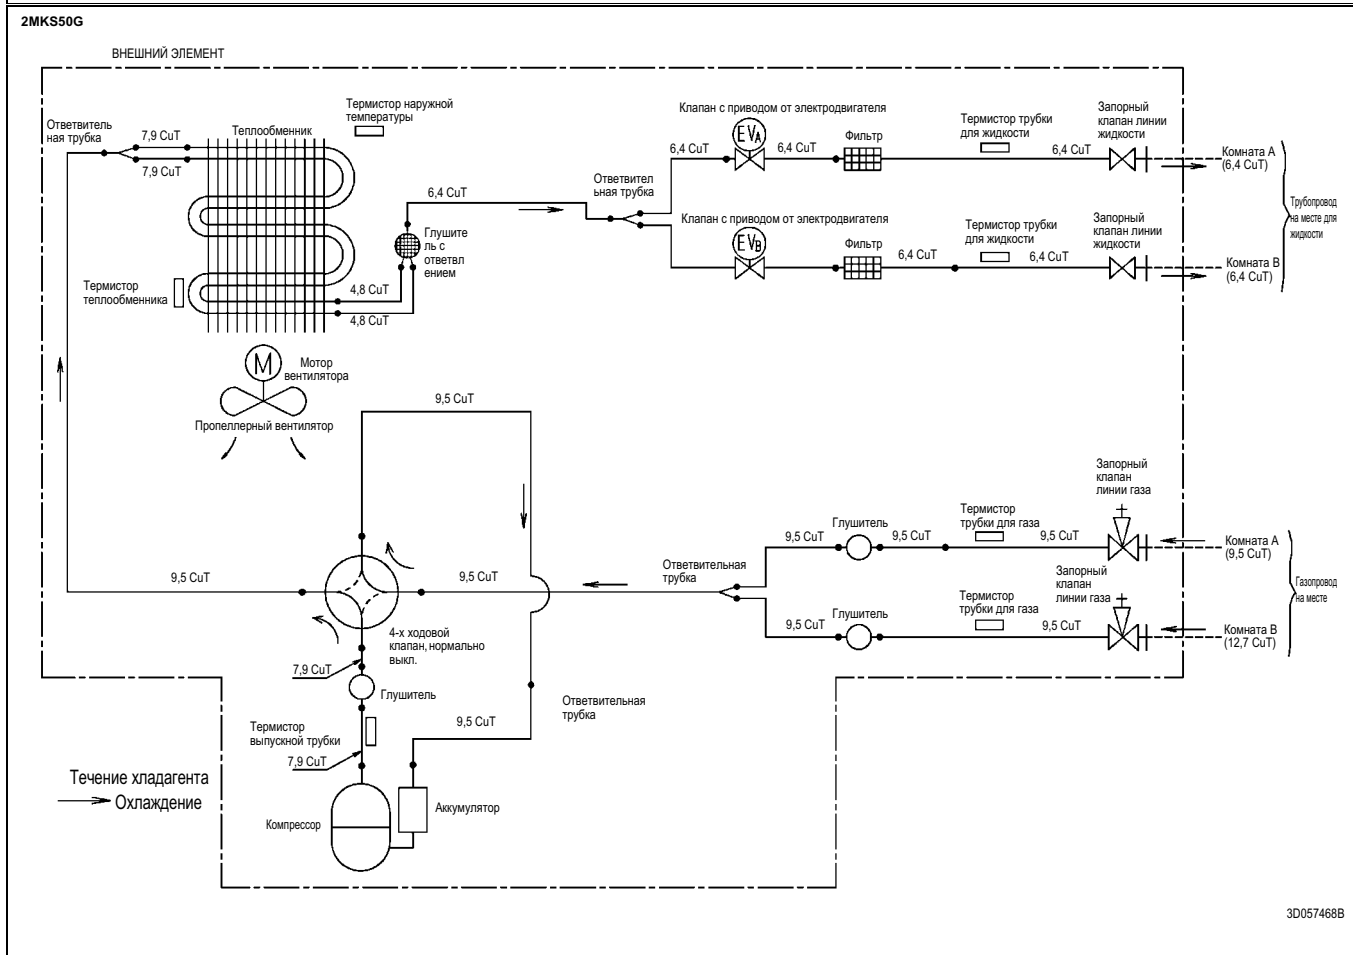 2MKS50G
ВНЕШНИЙ ЭЛЕМЕНТ
Ответвитель
ная трубка
7,9 CuT
7,9 CuT
Теплообменник
Термистор наружной
температуры
6,4 CuT
Глушите
ль с
ответвл
ением
Термистор
теплообменника
4,8 CuT
4,8 CuT
Ответвител
ьная трубка
Клапан с приводом от электродвигателя
EVA
6,4 CuT
6,4 CuT
Фильтр
Термистор трубки
для жидкости
6,4 CuT
Запорный
клапан линии
жидкости
Комната A
(6,4 CuT)
Клапан с приводом от электродвигателя
EVB
Фильтр
6,4 CuT
Термистор трубки
для жидкости
6,4 CuT
Запорный
клапан линии
жидкости
Комната B
(6,4 CuT)
Трубопровод
на месте для
жидкости
M
Мотор
вентилятора
Пропеллерный вентилятор
9,5 CuT
9,5 CuT
9,5 CuT
4-х ходовой
клапан, нормально
выкл.
7,9 CuT
Глушитель
Термистор
выпускной трубки
7,9 CuT
9,5 CuT
Ответвительная
трубка
Компрессор
Аккумулятор
Ответвительная
трубка
9,5 CuT
Глушитель
9,5 CuT
Термистор
трубки для газа
9,5 CuT
Запорный
клапан
линии газа
Комната A
(9,5 CuT)
9,5 CuT
Глушитель
Термистор
трубки для газа
9,5 CuT
Запорный
клапан
линии газа
Комната B
(12,7 CuT)
Газопровод
на месте
Течение хладагента
Охлаждение
3D057468B